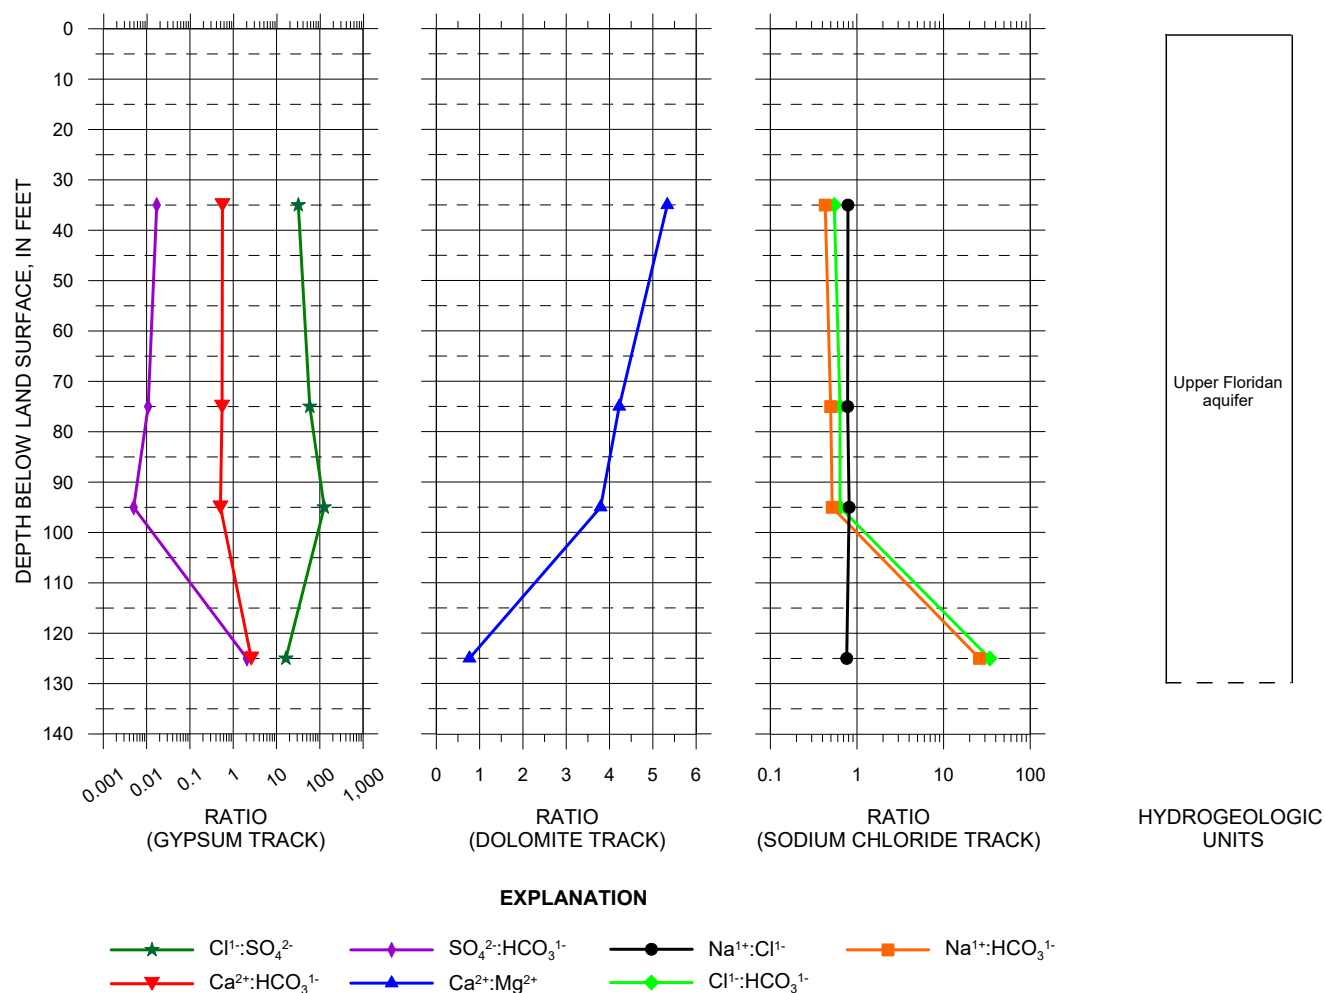 DEPTH BELOW LAND SURFACE, IN FEET
0
10
20
30
40
50
60
70
80
90
100
110
120
130
140
0.001 0.01 0.1 1 10 100 1,000
RATIO
(GYPSUM TRACK)
0 1 2 3 4 5 6
RATIO
(DOLOMITE TRACK)
0.1 1 10 100
RATIO
(SODIUM CHLORIDE TRACK)
Upper Floridan
aquifer
HYDROGEOLOGIC
UNITS
EXPLANATION
Cl¹⁻:SO₄²⁻ SO₄²⁻:HCO₃¹⁻ Na¹⁺:Cl¹⁻ Na¹⁺:HCO₃¹⁻
Ca²⁺:HCO₃¹⁻ Ca²⁺:Mg²⁺ Cl¹⁻:HCO₃¹⁻